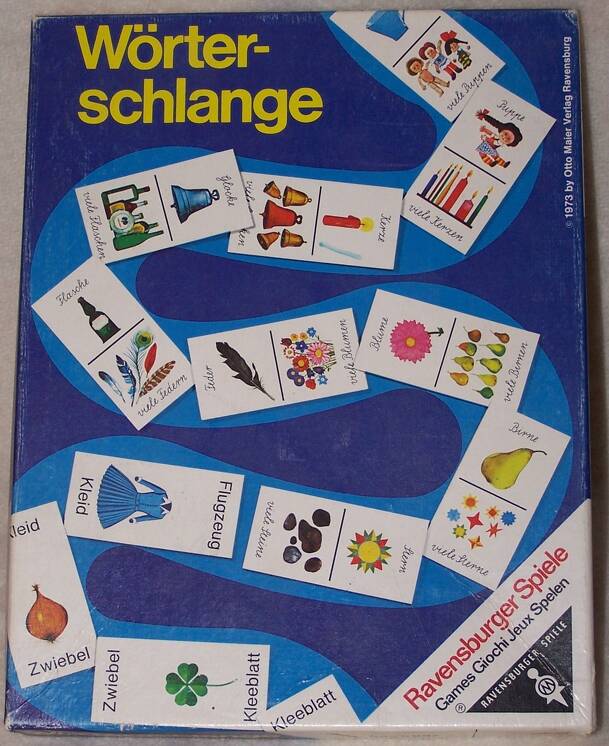 Wörter-
schlange
© 1973 by Otto Maier Verlag Ravensburg
viele Puppen
Puppe
viele Kerzen
Kerze
Glocke
viele Flaschen
Flasche
viele Federn
Feder
viele Blumen
Blume
viele Birnen
Birne
viele Sterne
Stern
viele Steine
Flugzeug
Kleid
Kleid
Zwiebel
Zwiebel
Kleeblatt
Kleeblatt
Ravensburger Spiele
® Games Giochi Jeux Spelen
RAVENSBURGER SPIELE